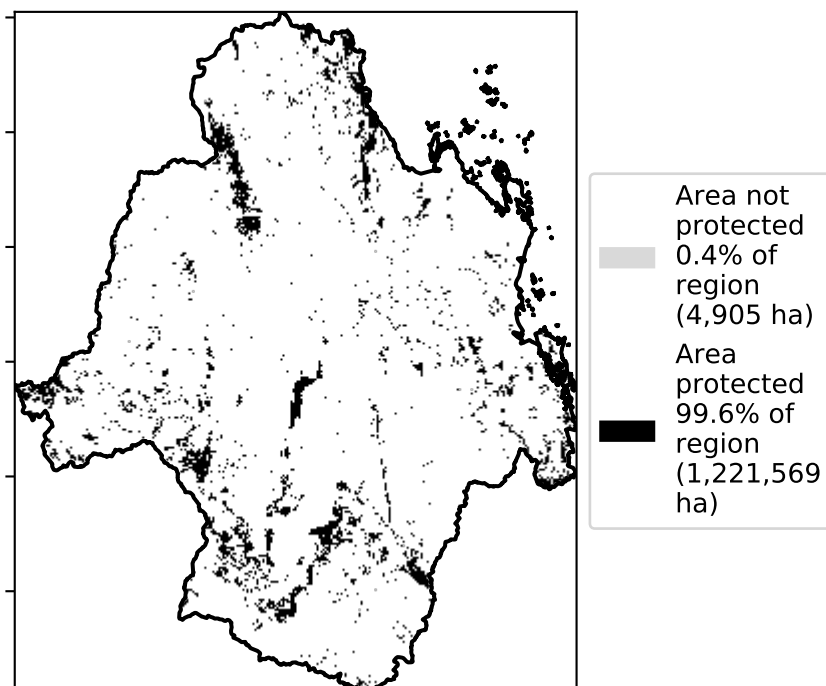 Area not
protected
0.4% of
region
(4,905 ha)
Area
protected
99.6% of
region
(1,221,569
ha)